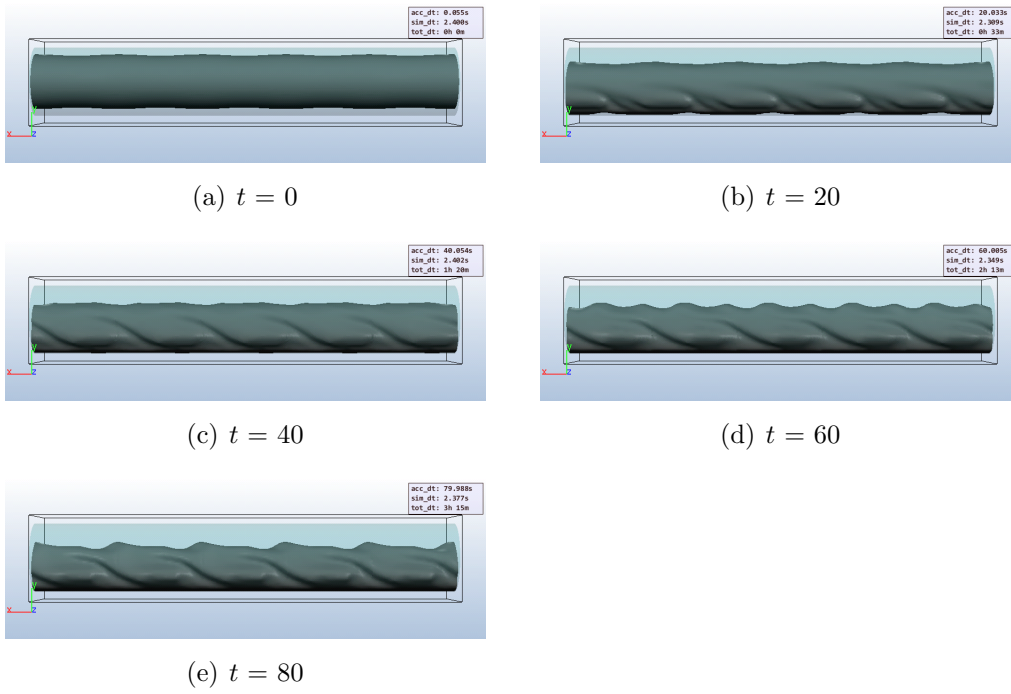 acc_dt: 0.055s
sim_dt: 2.400s
tot_dt: 0h 0m
y
x
z
(a) t = 0
acc_dt: 20.033s
sim_dt: 2.309s
tot_dt: 0h 33m
y
x
z
(b) t = 20
acc_dt: 40.054s
sim_dt: 2.402s
tot_dt: 1h 20m
y
x
z
(c) t = 40
acc_dt: 60.005s
sim_dt: 2.349s
tot_dt: 2h 13m
y
x
z
(d) t = 60
acc_dt: 79.988s
sim_dt: 2.377s
tot_dt: 3h 15m
y
x
z
(e) t = 80